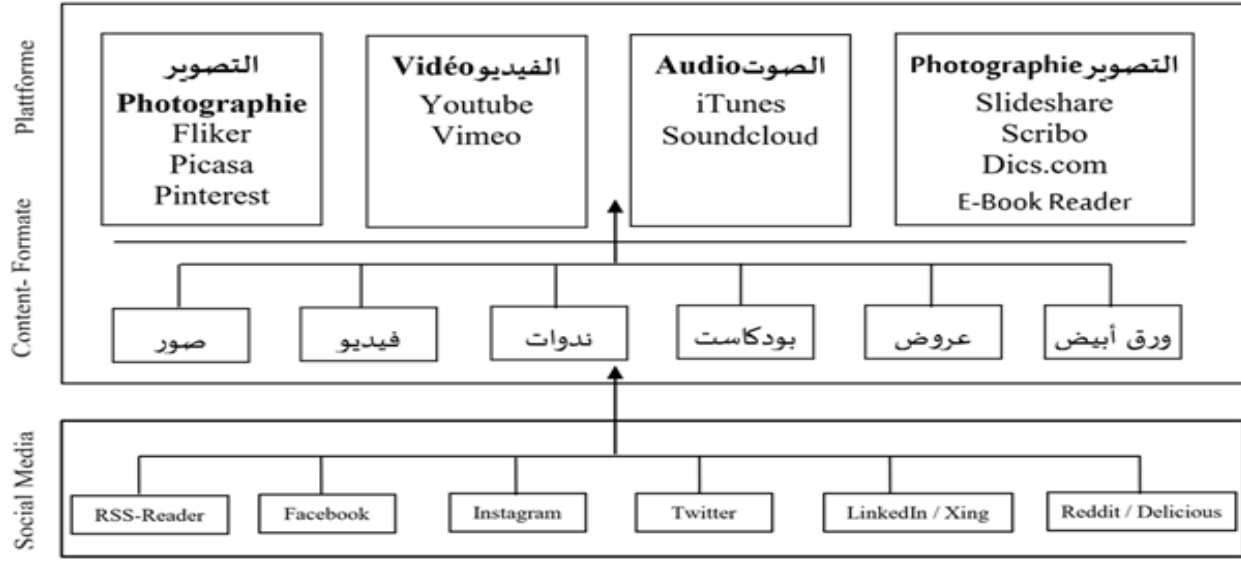 Plattforme
التصوير
Photographie
Fliker
Picasa
Pinterest
Vidéo الفيديو
Youtube
Vimeo
Audio الصوت
iTunes
Soundcloud
Photographie التصوير
Slideshare
Scribo
Dics.com
E-Book Reader
Content- Formate
صور
فيديو
ندوات
بودكاست
عروض
ورق أبيض
Social Media
RSS-Reader
Facebook
Instagram
Twitter
LinkedIn / Xing
Reddit / Delicious